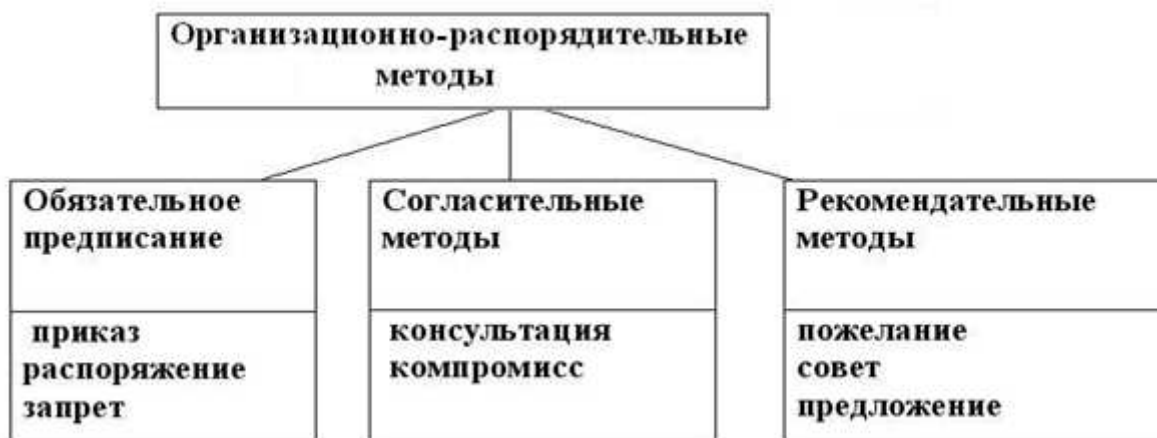 Организационно-распорядительные
методы
Обязательное
предписание
приказ
распоряжение
запрет
Согласительные
методы
консультация
компромисс
Рекомендательные
методы
пожелание
совет
предложение